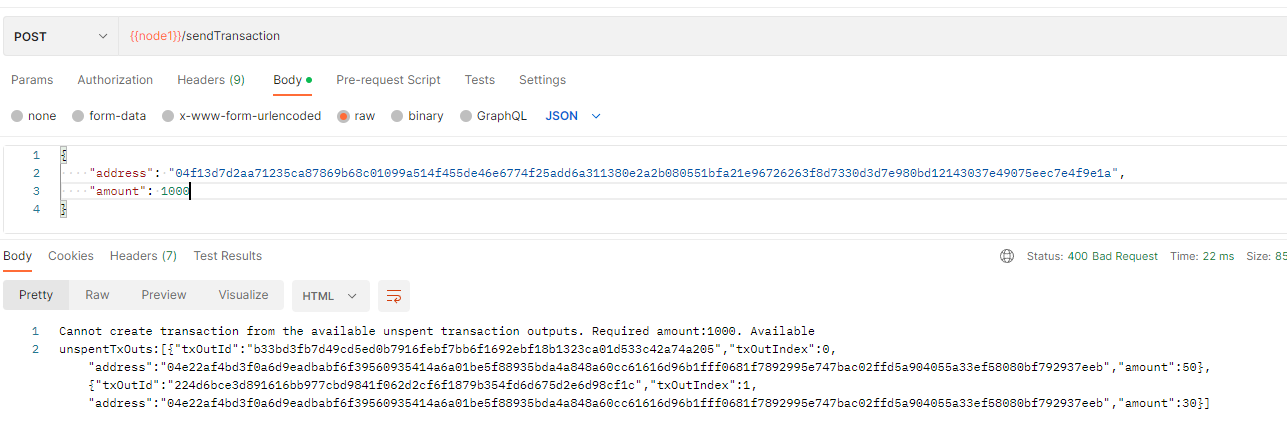 POST {{node1}}/sendTransaction
Params Authorization Headers (9) Body Pre-request Script Tests Settings
none form-data x-www-form-urlencoded raw binary GraphQL JSON
1 {
2 "address": "04f13d7d2aa71235ca87869b68c01099a514f455de46e6774f25add6a311380e2a2b080551bfa21e96726263f8d7330d3d7e980bd12143037e49075eec7e4f9e1a",
3 "amount": 1000
4 }
Body Cookies Headers (7) Test Results Status: 400 Bad Request Time: 22 ms Size: 85
Pretty Raw Preview Visualize HTML
1 Cannot create transaction from the available unspent transaction outputs. Required amount:1000. Available
2 unspentTxOuts:[{"txOutId":"b33bd3fb7d49cd5ed0b7916febf7bb6f1692ebf18b1323ca01d533c42a74a205","txOutIndex":0,
"address":"04e22af4bd3f0a6d9eadbabf6f39560935414a6a01be5f88935bda4a848a60cc61616d96b1fff0681f7892995e747bac02ffd5a904055a33ef58080bf792937eeb","amount":50},
{"txOutId":"224d6bce3d891616bb977cbd9841f062d2cf6f1879b354fd6d675d2e6d98cf1c","txOutIndex":1,
"address":"04e22af4bd3f0a6d9eadbabf6f39560935414a6a01be5f88935bda4a848a60cc61616d96b1fff0681f7892995e747bac02ffd5a904055a33ef58080bf792937eeb","amount":30}]